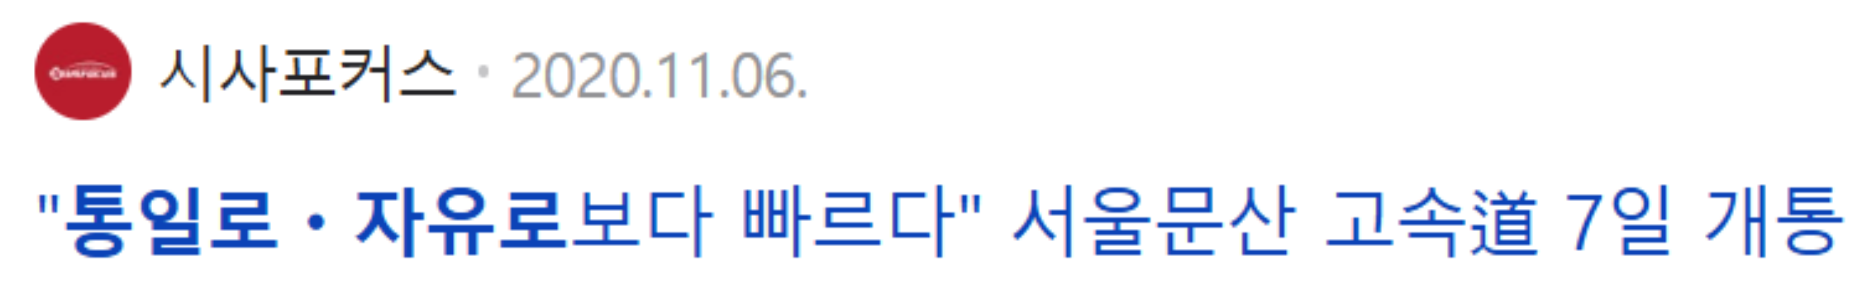 시사포커스 · 2020.11.06.
"통일로·자유로보다 빠르다" 서울문산 고속道 7일 개통